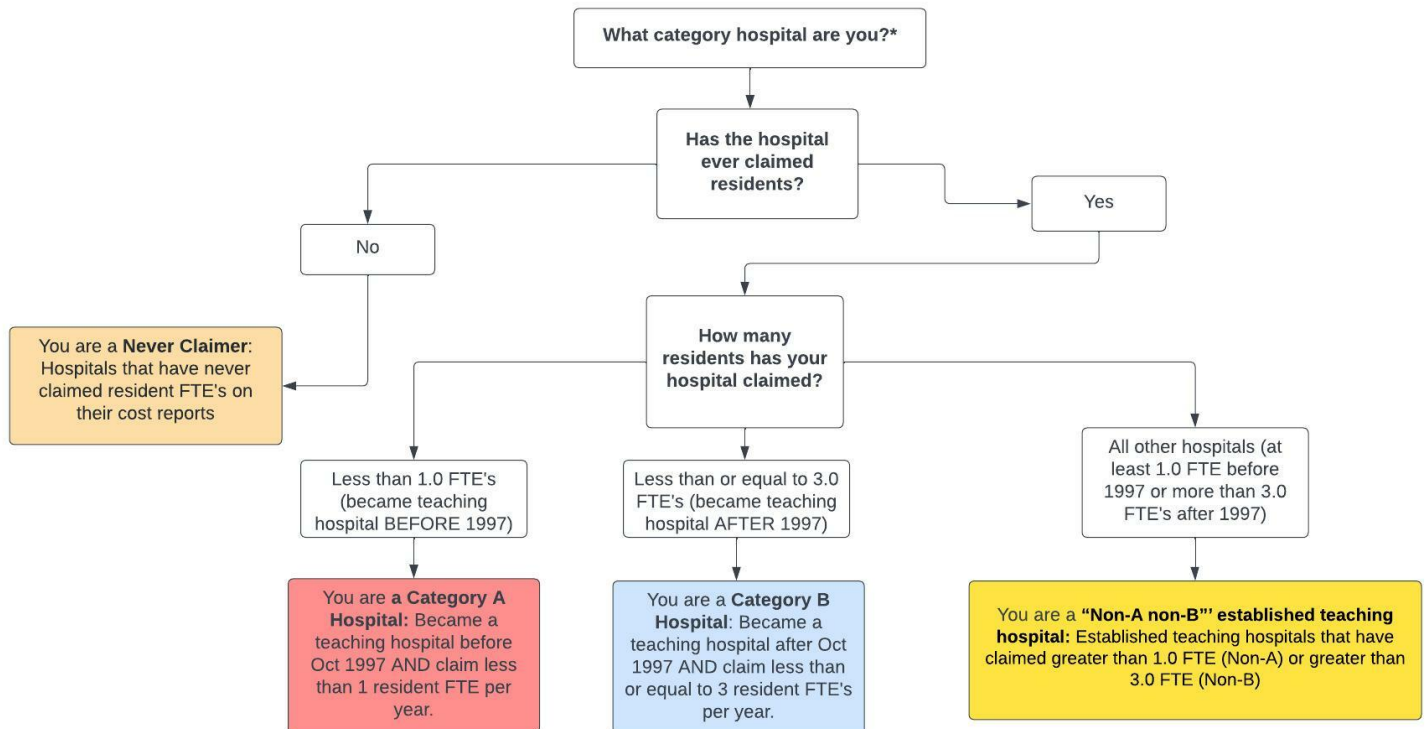 What category hospital are you?*
Has the hospital
ever claimed
residents?
Yes
No
How many
residents has your
hospital claimed?
You are a Never Claimer:
Hospitals that have never
claimed resident FTE's on
their cost reports
Less than 1.0 FTE's
(became teaching
hospital BEFORE 1997)
Less than or equal to 3.0
FTE's (became teaching
hospital AFTER 1997)
All other hospitals (at
least 1.0 FTE before
1997 or more than 3.0
FTE's after 1997)
You are a Category A
Hospital: Became a
teaching hospital before
Oct 1997 AND claim less
than 1 resident FTE per
year.
You are a Category B
Hospital: Became a
teaching hospital after Oct
1997 AND claim less than
or equal to 3 resident FTE's
per year.
You are a “Non-A non-B”' established teaching
hospital: Established teaching hospitals that have
claimed greater than 1.0 FTE (Non-A) or greater than
3.0 FTE (Non-B)